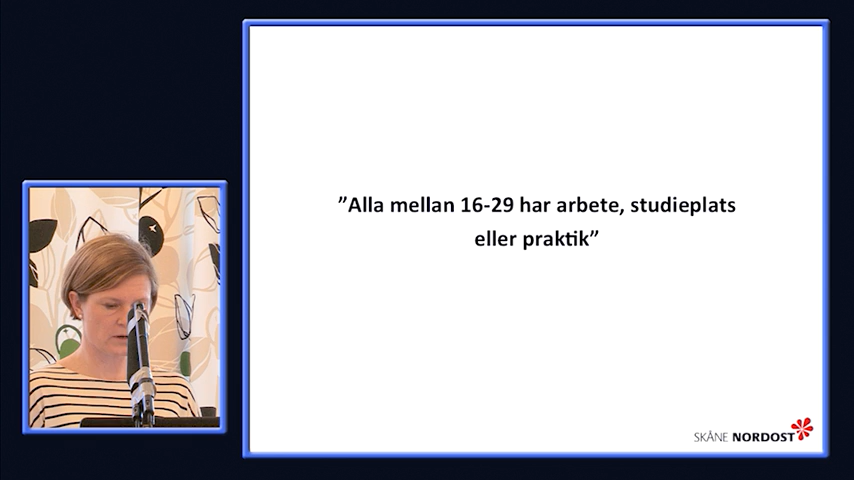 ”Alla mellan 16-29 har arbete, studieplats
eller praktik”
SKÅNE NORDOST